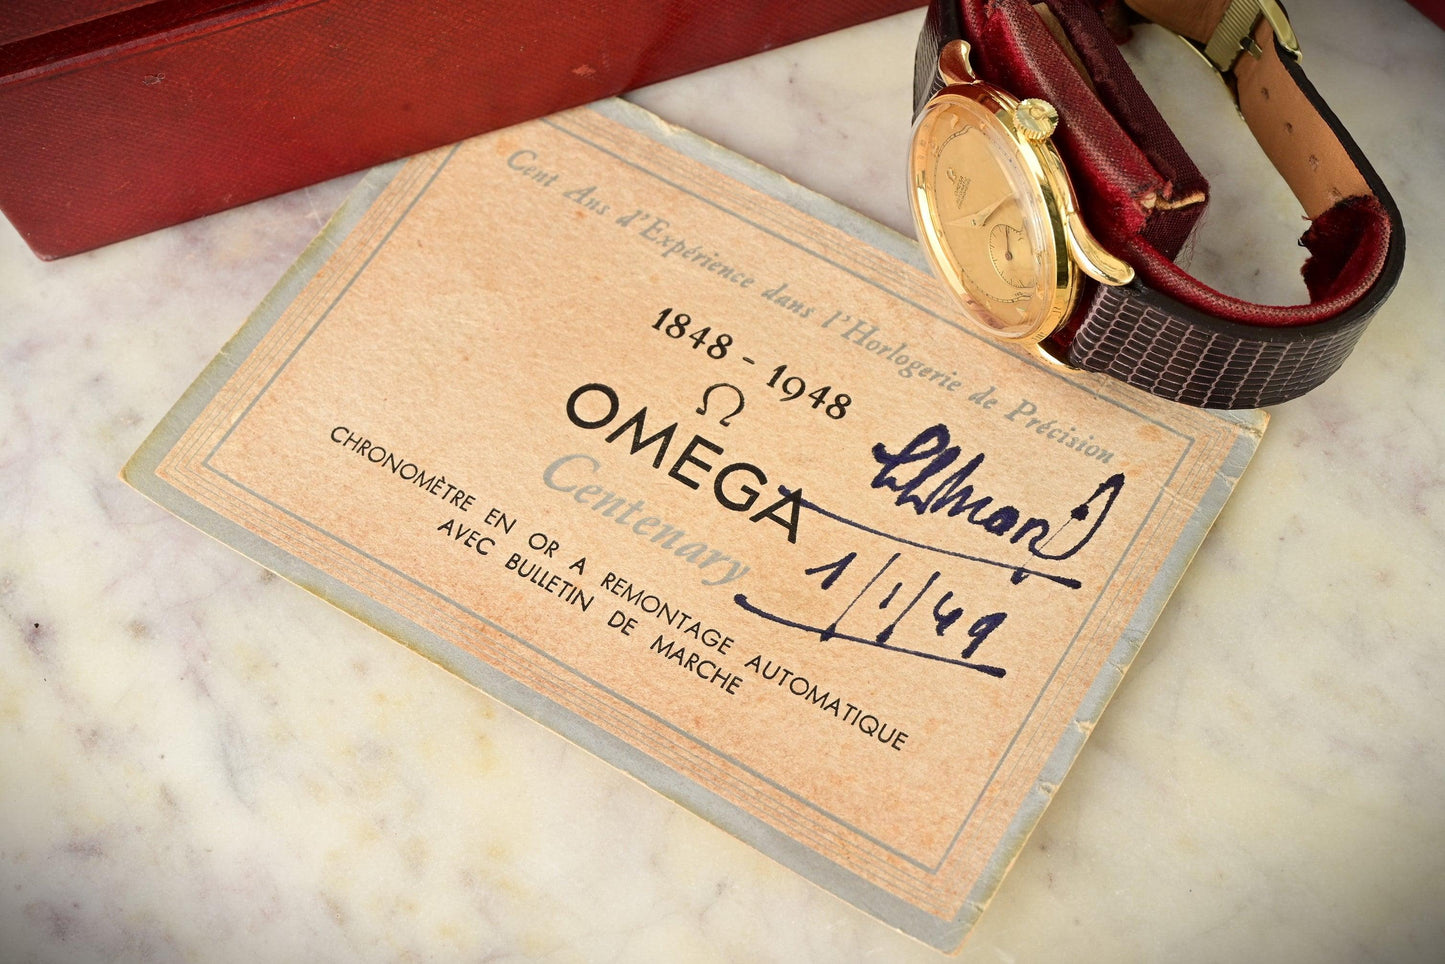 Cent Ans d'Expérience dans l'Horlogerie de Précision
1848 - 1948
Ω
OMEGA
Centenary
CHRONOMÈTRE EN OR A REMONTAGE AUTOMATIQUE
AVEC BULLETIN DE MARCHE
1/1/49